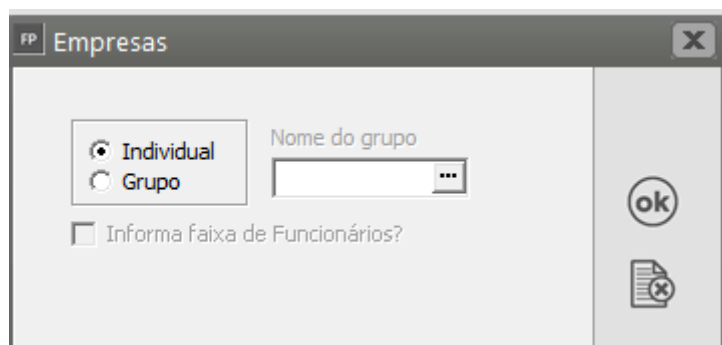 FP Empresas
Individual
Grupo
Nome do grupo
...
Informa faixa de Funcionários?
ok